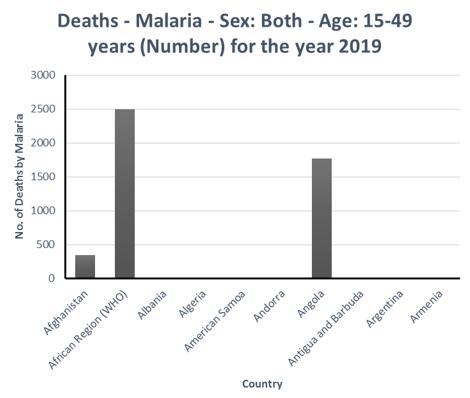 Deaths - Malaria - Sex: Both - Age: 15-49
years (Number) for the year 2019
No. of Deaths by Malaria
3000
2500
2000
1500
1000
500
0
Afghanistan
African Region (WHO)
Albania
Algeria
American Samoa
Andorra
Angola
Antigua and Barbuda
Argentina
Armenia
Country